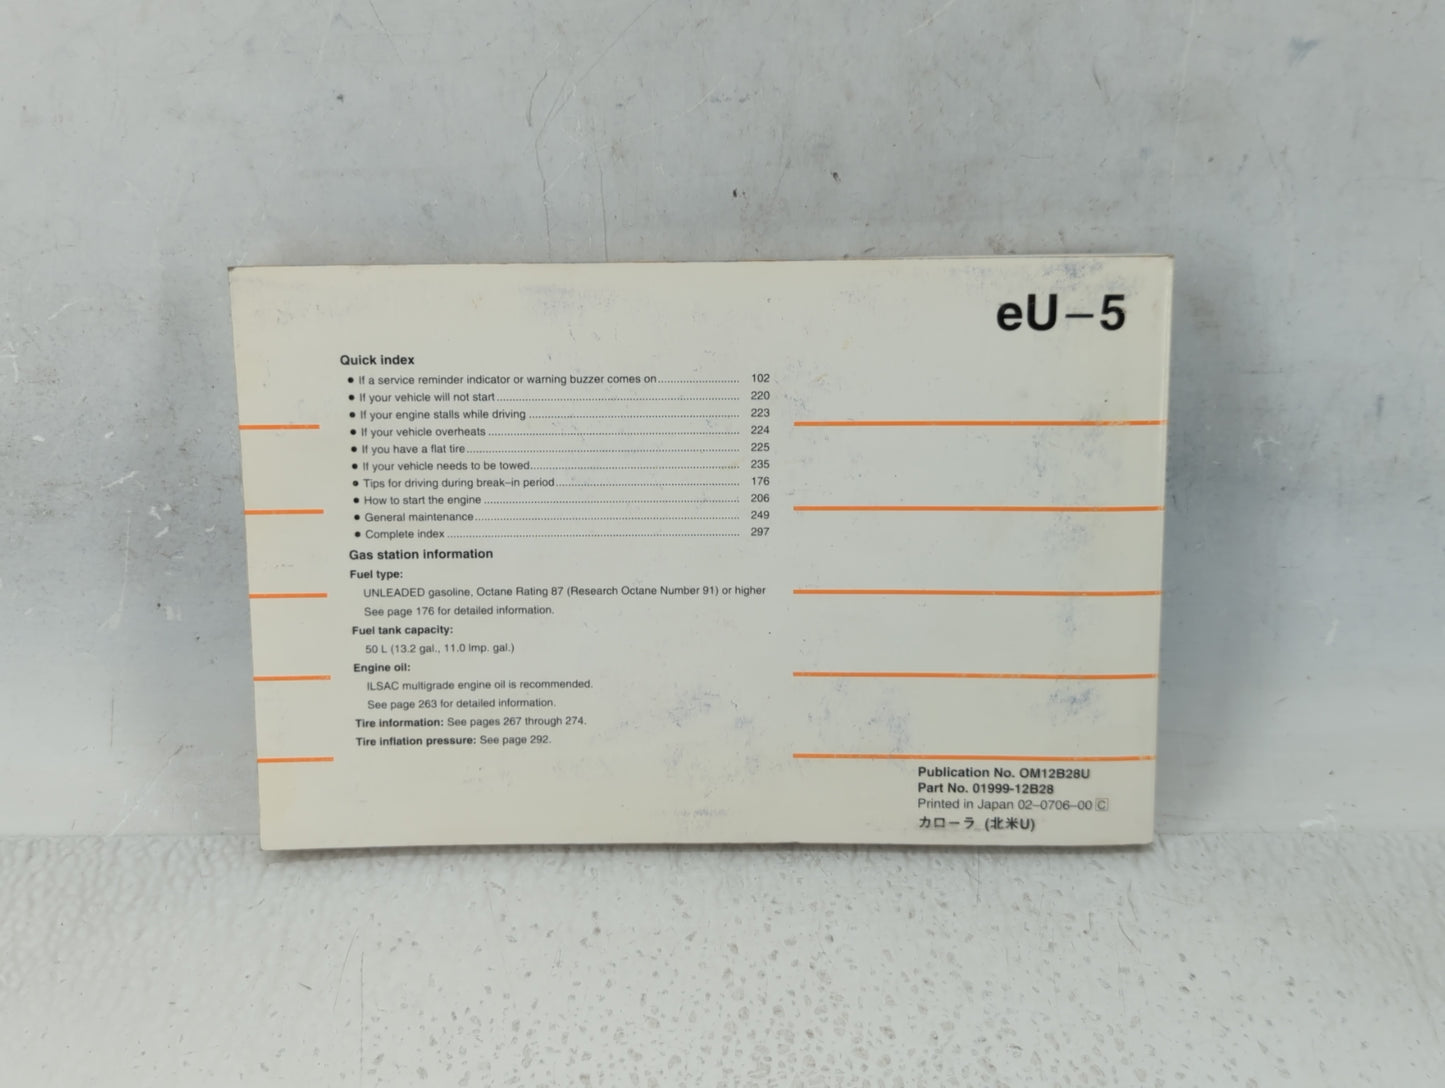 eU–5
Quick index
● If a service reminder indicator or warning buzzer comes on ........................ 102
● If your vehicle will not start ........................ 220
● If your engine stalls while driving ........................ 223
● If your vehicle overheats ........................ 224
● If you have a flat tire ........................ 225
● If your vehicle needs to be towed ........................ 235
● Tips for driving during break–in period ........................ 176
● How to start the engine ........................ 206
● General maintenance ........................ 249
● Complete index ........................ 297
Gas station information
Fuel type:
UNLEADED gasoline, Octane Rating 87 (Research Octane Number 91) or higher
See page 176 for detailed information.
Fuel tank capacity:
50 L (13.2 gal., 11.0 lmp. gal.)
Engine oil:
ILSAC multigrade engine oil is recommended.
See page 263 for detailed information.
Tire information: See pages 267 through 274.
Tire inflation pressure: See page 292.
Publication No. OM12B28U
Part No. 01999-12B28
Printed in Japan 02–0706–00 C
カローラ (北米U)